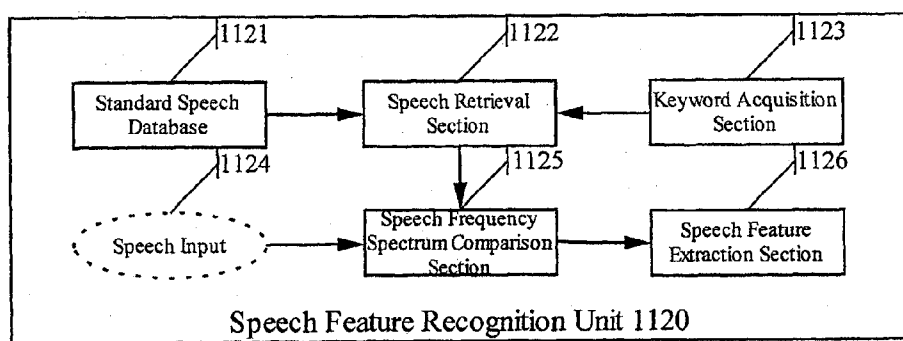 1121
1122
1123
Standard Speech
Database
Speech Retrieval
Section
Keyword Acquisition
Section
1124
1125
1126
Speech Input
Speech Frequency
Spectrum Comparison
Section
Speech Feature
Extraction Section
Speech Feature Recognition Unit 1120